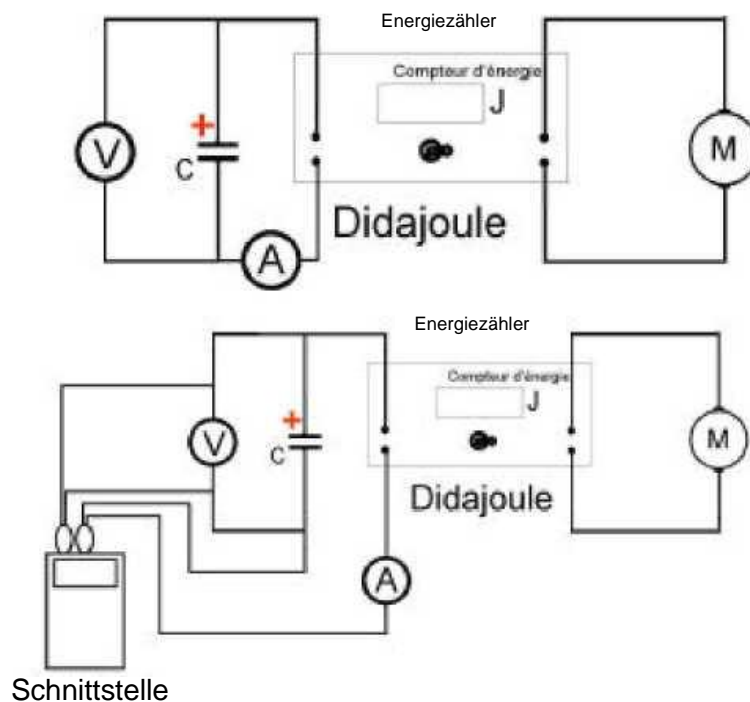 Energiezähler
Compteur d'énergie
J
V
+
C
M
Didajoule
A
Energiezähler
Compteur d'énergie
J
V
+
C
M
Didajoule
A
Schnittstelle